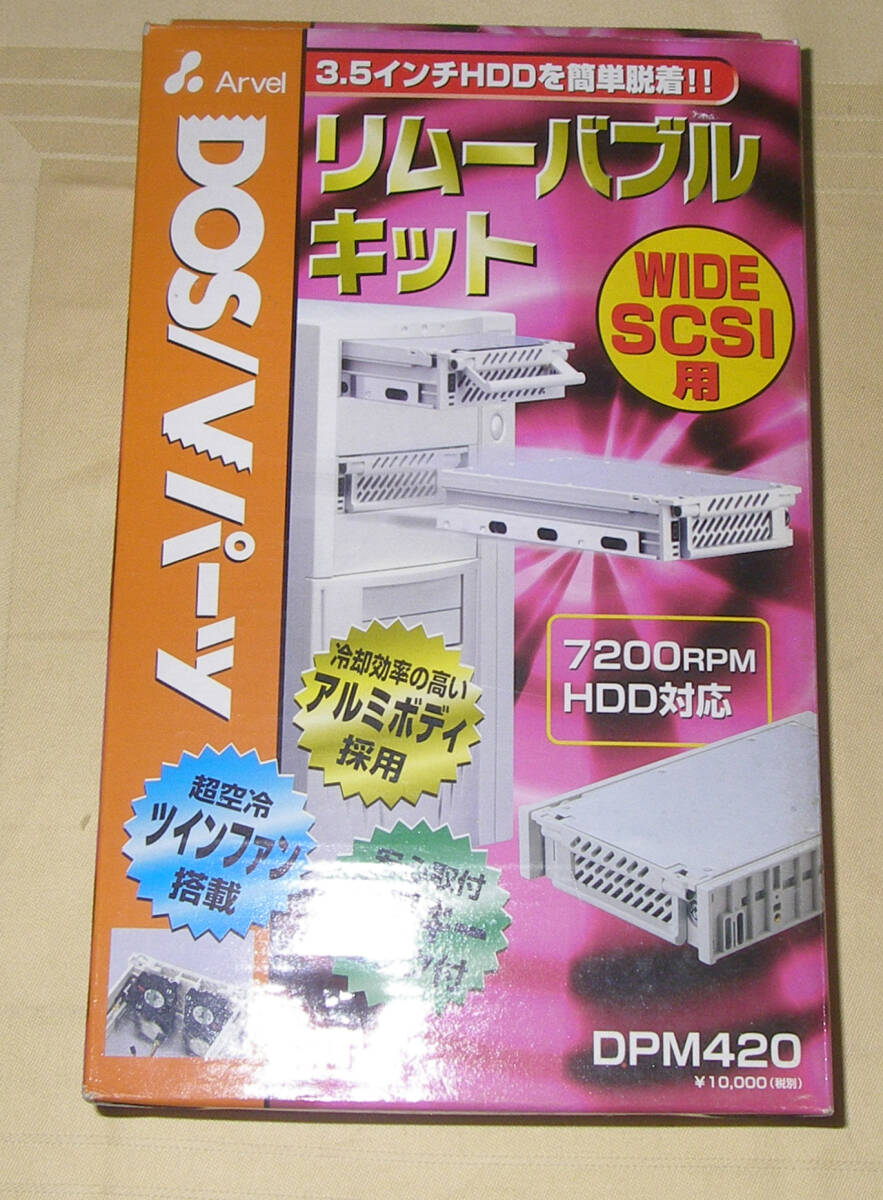 Arvel
DOS/Vパーツ
3.5インチHDDを簡単脱着!!
リムーバブル
キット
WIDE
SCSI
用
7200RPM
HDD対応
冷却効率の高い
アルミボディ
採用
超空冷
ツインファン
搭載
取付
付
DPM420
¥10,000(税別)